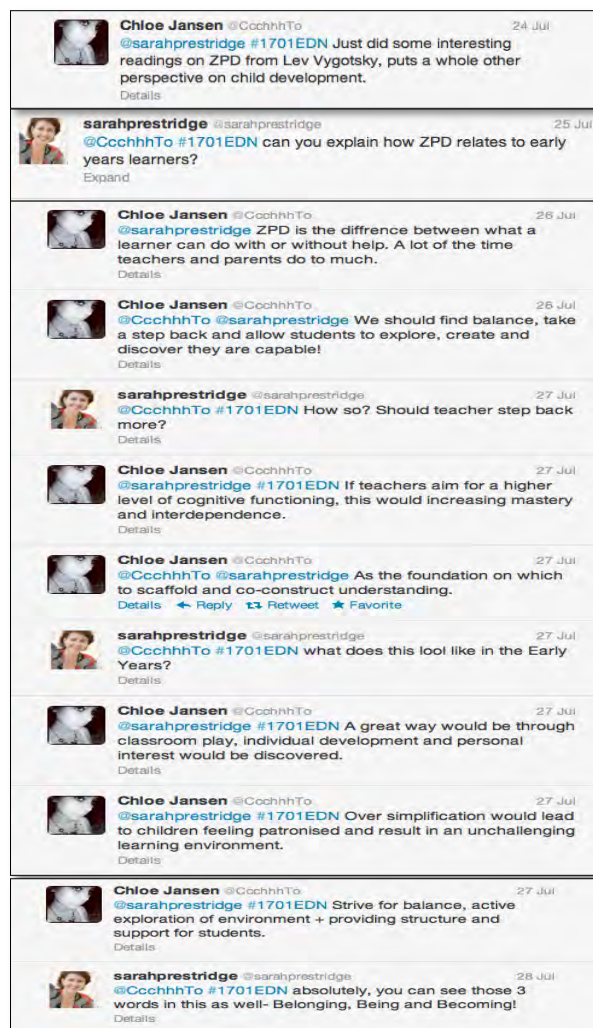 Chloe Jansen @CcchhhTo 24 Jul
@sarahprestridge #1701EDN Just did some interesting
readings on ZPD from Lev Vygotsky, puts a whole other
perspective on child development.
Details
sarahprestridge @sarahprestridge 25 Jul
@CcchhhTo #1701EDN can you explain how ZPD relates to early
years learners?
Expand
Chloe Jansen @CcchhhTo 26 Jul
@sarahprestridge ZPD is the diffrence between what a
learner can do with or without help. A lot of the time
teachers and parents do to much.
Details
Chloe Jansen @CcchhhTo 26 Jul
@CcchhhTo @sarahprestridge We should find balance, take
a step back and allow students to explore, create and
discover they are capable!
Details
sarahprestridge @sarahprestridge 27 Jul
@CcchhhTo #1701EDN How so? Should teacher step back
more?
Details
Chloe Jansen @CcchhhTo 27 Jul
@sarahprestridge #1701EDN If teachers aim for a higher
level of cognitive functioning, this would increasing mastery
and interdependence.
Details
Chloe Jansen @CcchhhTo 27 Jul
@CcchhhTo @sarahprestridge As the foundation on which
to scaffold and co-construct understanding.
Details Reply Retweet Favorite
sarahprestridge @sarahprestridge 27 Jul
@CcchhhTo #1701EDN what does this lool like in the Early
Years?
Details
Chloe Jansen @CcchhhTo 27 Jul
@sarahprestridge #1701EDN A great way would be through
classroom play, individual development and personal
interest would be discovered.
Details
Chloe Jansen @CcchhhTo 27 Jul
@sarahprestridge #1701EDN Over simplification would lead
to children feeling patronised and result in an unchallenging
learning environment.
Details
Chloe Jansen @CcchhhTo 27 Jul
@sarahprestridge #1701EDN Strive for balance, active
exploration of environment + providing structure and
support for students.
Details
sarahprestridge @sarahprestridge 28 Jul
@CcchhhTo #1701EDN absolutely, you can see those 3
words in this as well- Belonging, Being and Becoming!
Details